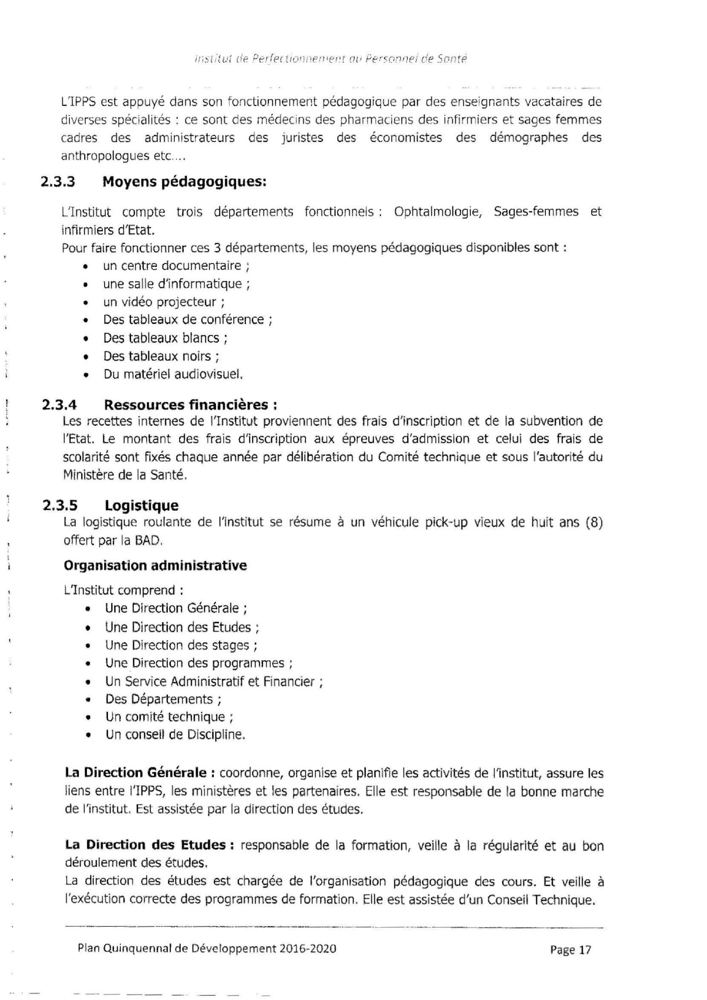 Institut de Perfectionnement au Personnel de Santé
L'IPPS est appuyé dans son fonctionnement pédagogique par des enseignants vacataires de
diverses spécialités : ce sont des médecins des pharmaciens des infirmiers et sages femmes
cadres des administrateurs des juristes des économistes des démographes des
anthropologues etc....
2.3.3 Moyens pédagogiques:
L'Institut compte trois départements fonctionnels : Ophtalmologie, Sages-femmes et
infirmiers d'Etat.
Pour faire fonctionner ces 3 départements, les moyens pédagogiques disponibles sont :
• un centre documentaire ;
• une salle d'informatique ;
• un vidéo projecteur ;
• Des tableaux de conférence ;
• Des tableaux blancs ;
• Des tableaux noirs ;
• Du matériel audiovisuel.
2.3.4 Ressources financières :
Les recettes internes de l'Institut proviennent des frais d'inscription et de la subvention de
l'Etat. Le montant des frais d'inscription aux épreuves d'admission et celui des frais de
scolarité sont fixés chaque année par délibération du Comité technique et sous l'autorité du
Ministère de la Santé.
2.3.5 Logistique
La logistique roulante de l'institut se résume à un véhicule pick-up vieux de huit ans (8)
offert par la BAD.
Organisation administrative
L'Institut comprend :
• Une Direction Générale ;
• Une Direction des Etudes ;
• Une Direction des stages ;
• Une Direction des programmes ;
• Un Service Administratif et Financier ;
• Des Départements ;
• Un comité technique ;
• Un conseil de Discipline.
La Direction Générale : coordonne, organise et planifie les activités de l'institut, assure les
liens entre l'IPPS, les ministères et les partenaires. Elle est responsable de la bonne marche
de l'institut. Est assistée par la direction des études.
La Direction des Etudes : responsable de la formation, veille à la régularité et au bon
déroulement des études.
La direction des études est chargée de l'organisation pédagogique des cours. Et veille à
l'exécution correcte des programmes de formation. Elle est assistée d'un Conseil Technique.
Plan Quinquennal de Développement 2016-2020 Page 17